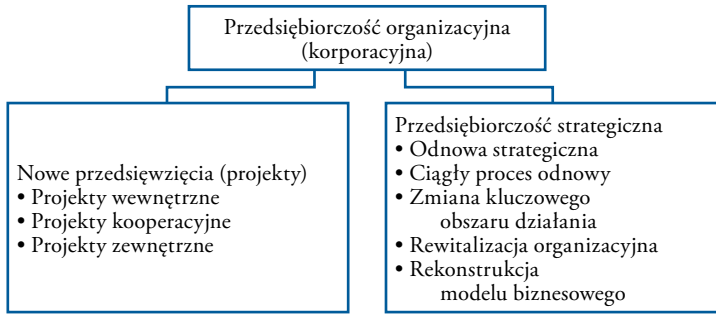 Przedsiębiorczość organizacyjna
(korporacyjna)
Nowe przedsięwzięcia (projekty)
• Projekty wewnętrzne
• Projekty kooperacyjne
• Projekty zewnętrzne
Przedsiębiorczość strategiczna
• Odnowa strategiczna
• Ciągły proces odnowy
• Zmiana kluczowego
obszaru działania
• Rewitalizacja organizacyjna
• Rekonstrukcja
modelu biznesowego